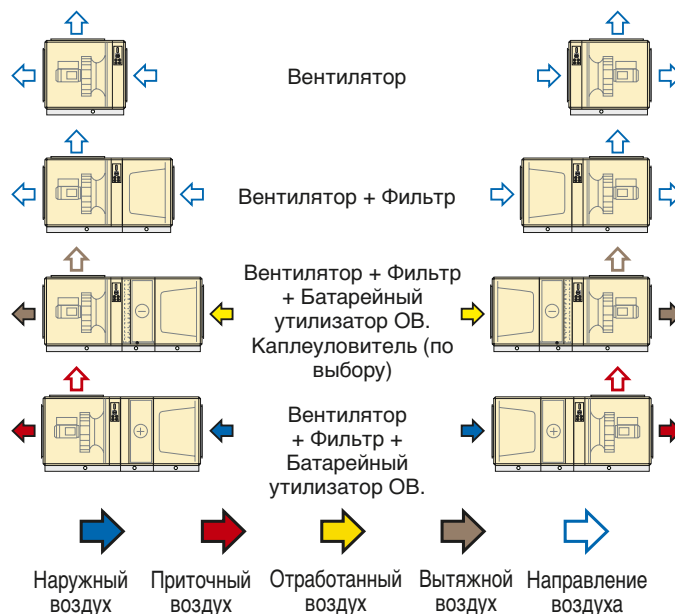 Вентилятор
Вентилятор + Фильтр
Вентилятор + Фильтр
+ Батарейный
утилизатор ОВ.
Каплеуловитель (по
выбору)
Вентилятор
+ Фильтр +
Батарейный
утилизатор ОВ.
Наружный
воздух
Приточный
воздух
Отработанный
воздух
Вытяжной
воздух
Направление
воздуха